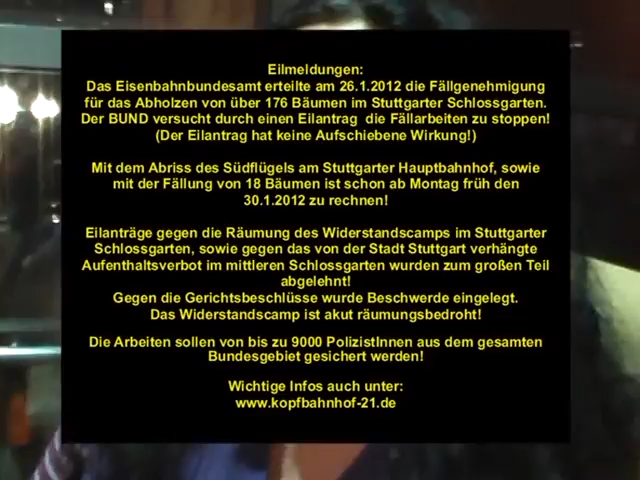 Eilmeldungen:
Das Eisenbahnbundesamt erteilte am 26.1.2012 die Fällgenehmigung
für das Abholzen von über 176 Bäumen im Stuttgarter Schlossgarten.
Der BUND versucht durch einen Eilantrag die Fällarbeiten zu stoppen!
(Der Eilantrag hat keine Aufschiebene Wirkung!)
Mit dem Abriss des Südflügels am Stuttgarter Hauptbahnhof, sowie
mit der Fällung von 18 Bäumen ist schon ab Montag früh den
30.1.2012 zu rechnen!
Eilanträge gegen die Räumung des Widerstandscamps im Stuttgarter
Schlossgarten, sowie gegen das von der Stadt Stuttgart verhängte
Aufenthaltsverbot im mittleren Schlossgarten wurden zum großen Teil
abgelehnt!
Gegen die Gerichtsbeschlüsse wurde Beschwerde eingelegt.
Das Widerstandscamp ist akut räumungsbedroht!
Die Arbeiten sollen von bis zu 9000 PolizistInnen aus dem gesamten
Bundesgebiet gesichert werden!
Wichtige Infos auch unter:
www.kopfbahnhof-21.de